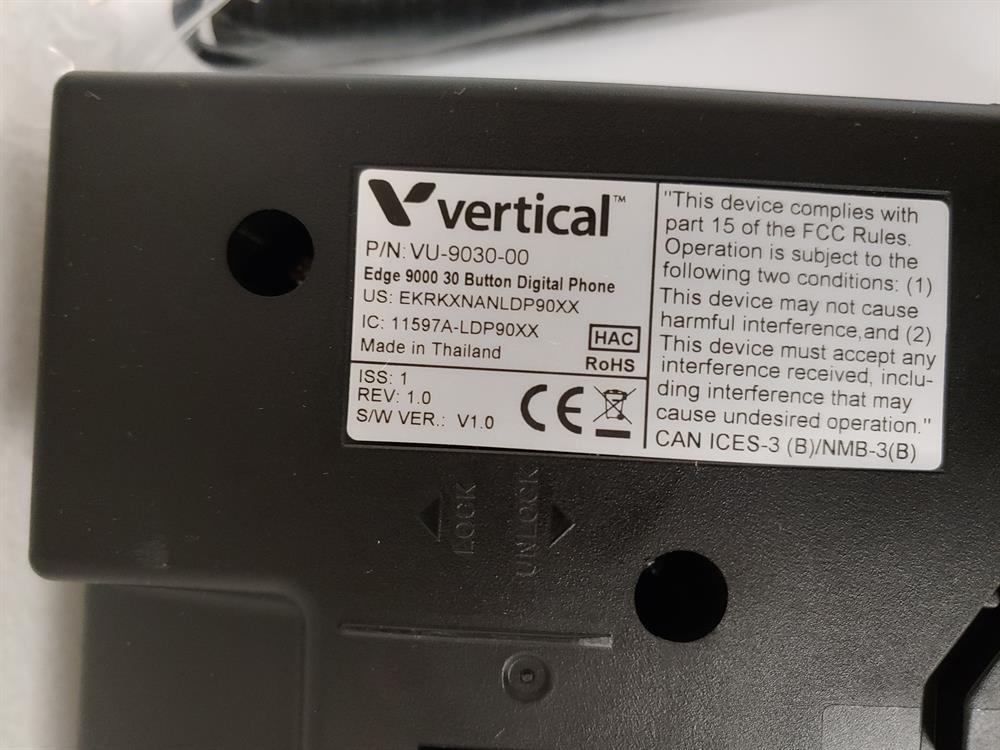 vertical™
P/N: VU-9030-00
Edge 9000 30 Button Digital Phone
US: EKRKXNANLDP90XX
IC: 11597A-LDP90XX
Made in Thailand
HAC
RoHS
ISS: 1
REV: 1.0
S/W VER.: V1.0
CE
"This device complies with
part 15 of the FCC Rules.
Operation is subject to the
following two conditions: (1)
This device may not cause
harmful interference,and (2)
This device must accept any
interference received, inclu-
ding interference that may
cause undesired operation."
CAN ICES-3 (B)/NMB-3(B)
LOCK
UNLOCK